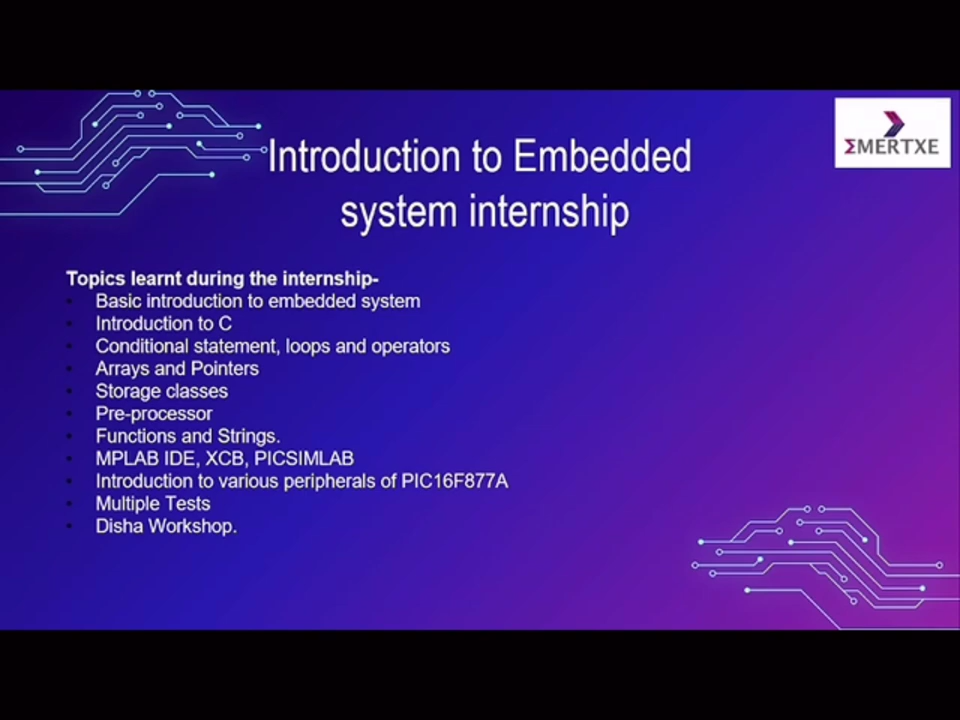 ΣMERTXE
Introduction to Embedded
system internship
Topics learnt during the internship-
• Basic introduction to embedded system
• Introduction to C
• Conditional statement, loops and operators
• Arrays and Pointers
• Storage classes
• Pre-processor
• Functions and Strings.
• MPLAB IDE, XCB, PICSIMLAB
• Introduction to various peripherals of PIC16F877A
• Multiple Tests
• Disha Workshop.